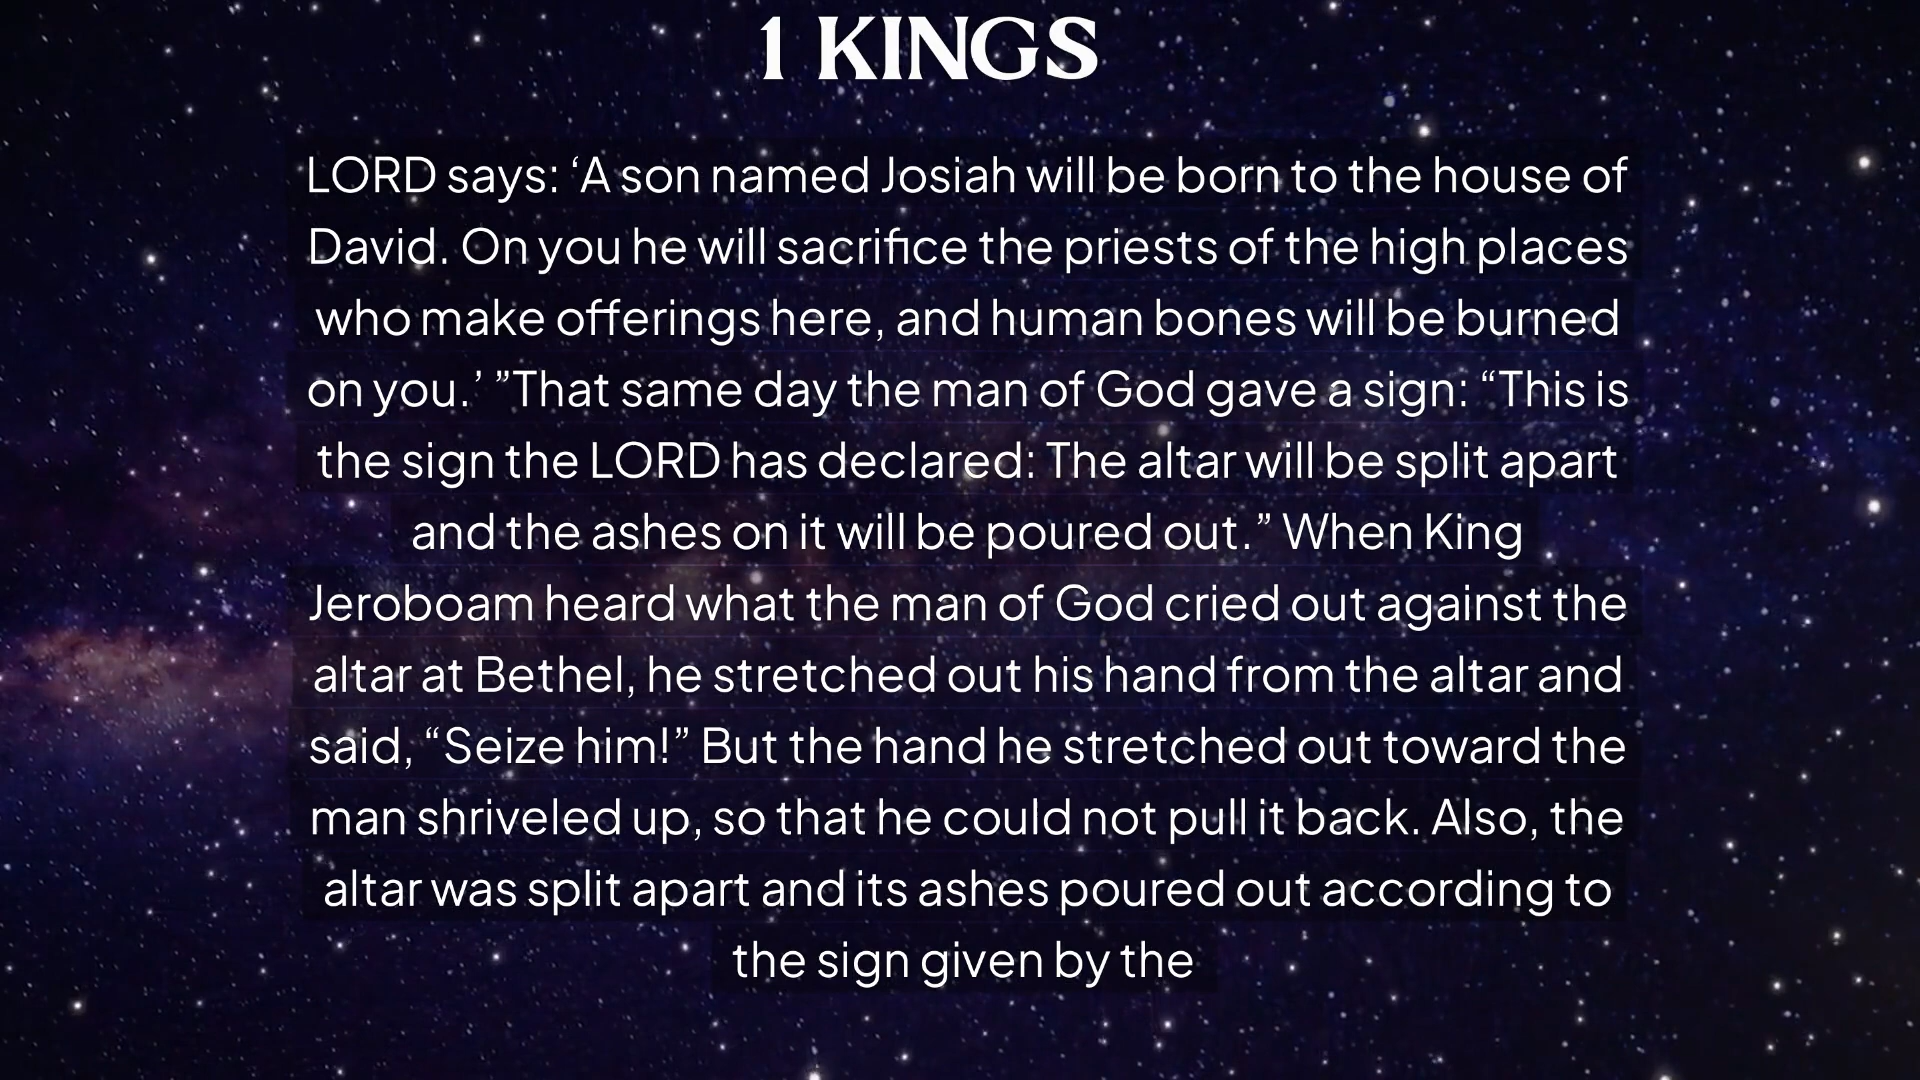 1 KINGS
LORD says: ‘A son named Josiah will be born to the house of
David. On you he will sacrifice the priests of the high places
who make offerings here, and human bones will be burned
on you.’ ”That same day the man of God gave a sign: “This is
the sign the LORD has declared: The altar will be split apart
and the ashes on it will be poured out.” When King
Jeroboam heard what the man of God cried out against the
altar at Bethel, he stretched out his hand from the altar and
said, “Seize him!” But the hand he stretched out toward the
man shriveled up, so that he could not pull it back. Also, the
altar was split apart and its ashes poured out according to
the sign given by the